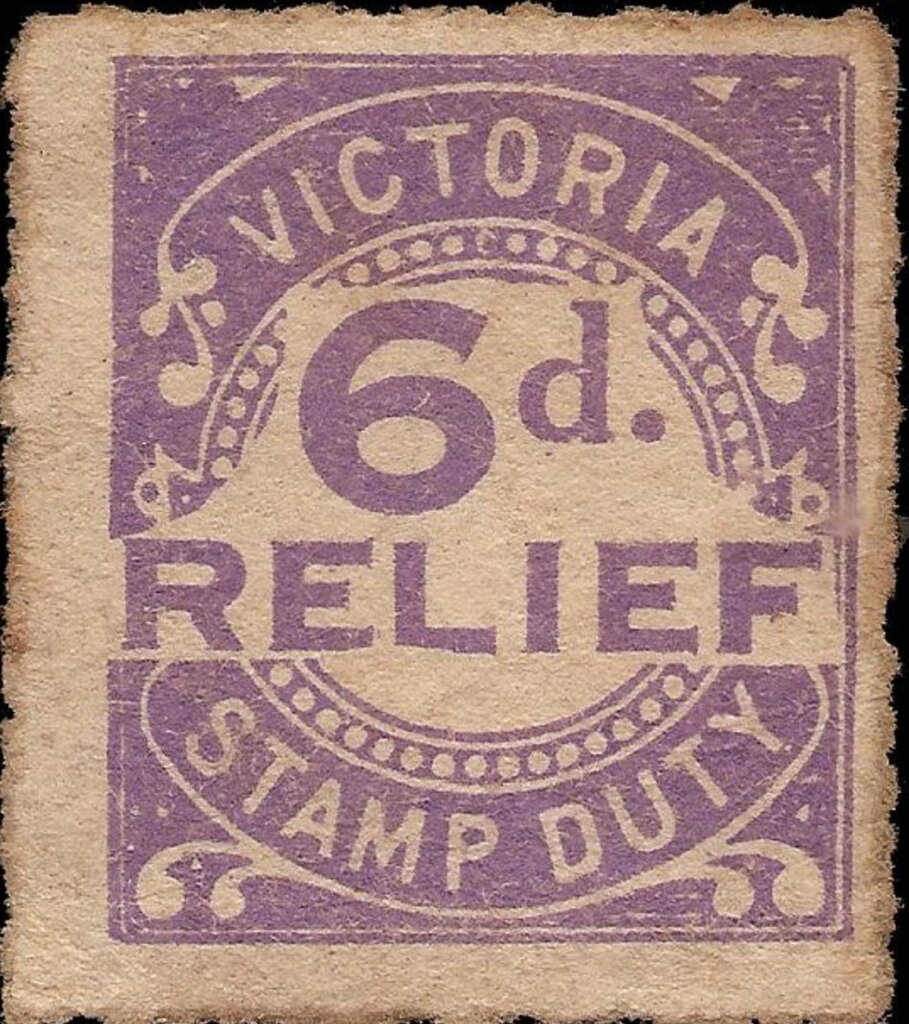 VICTORIA
6d.
RELIEF
STAMP DUTY